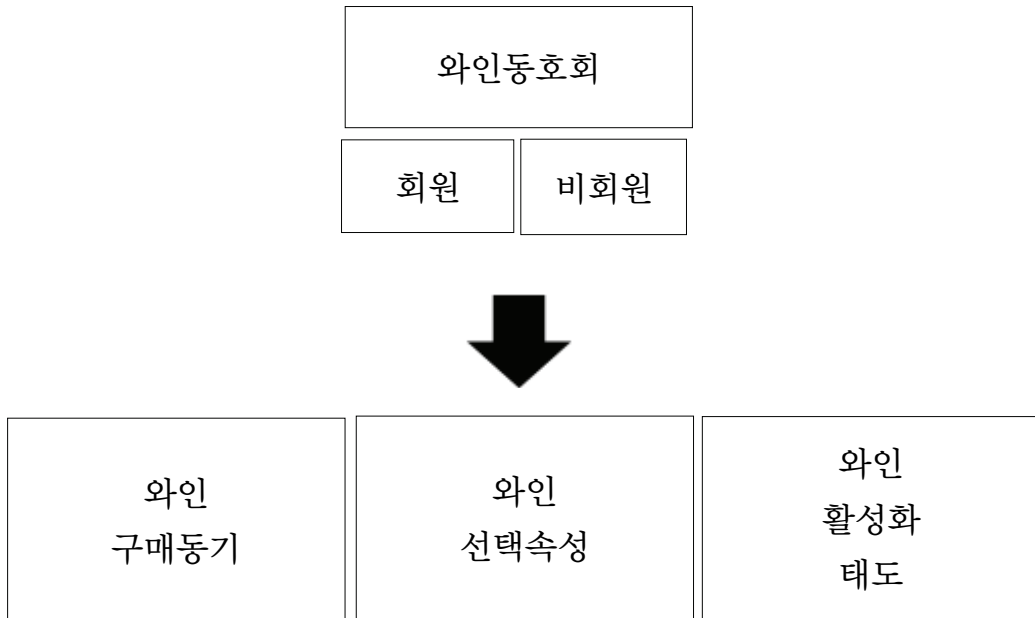 와인동호회
회원
비회원
와인
구매동기
와인
선택속성
와인
활성화
태도